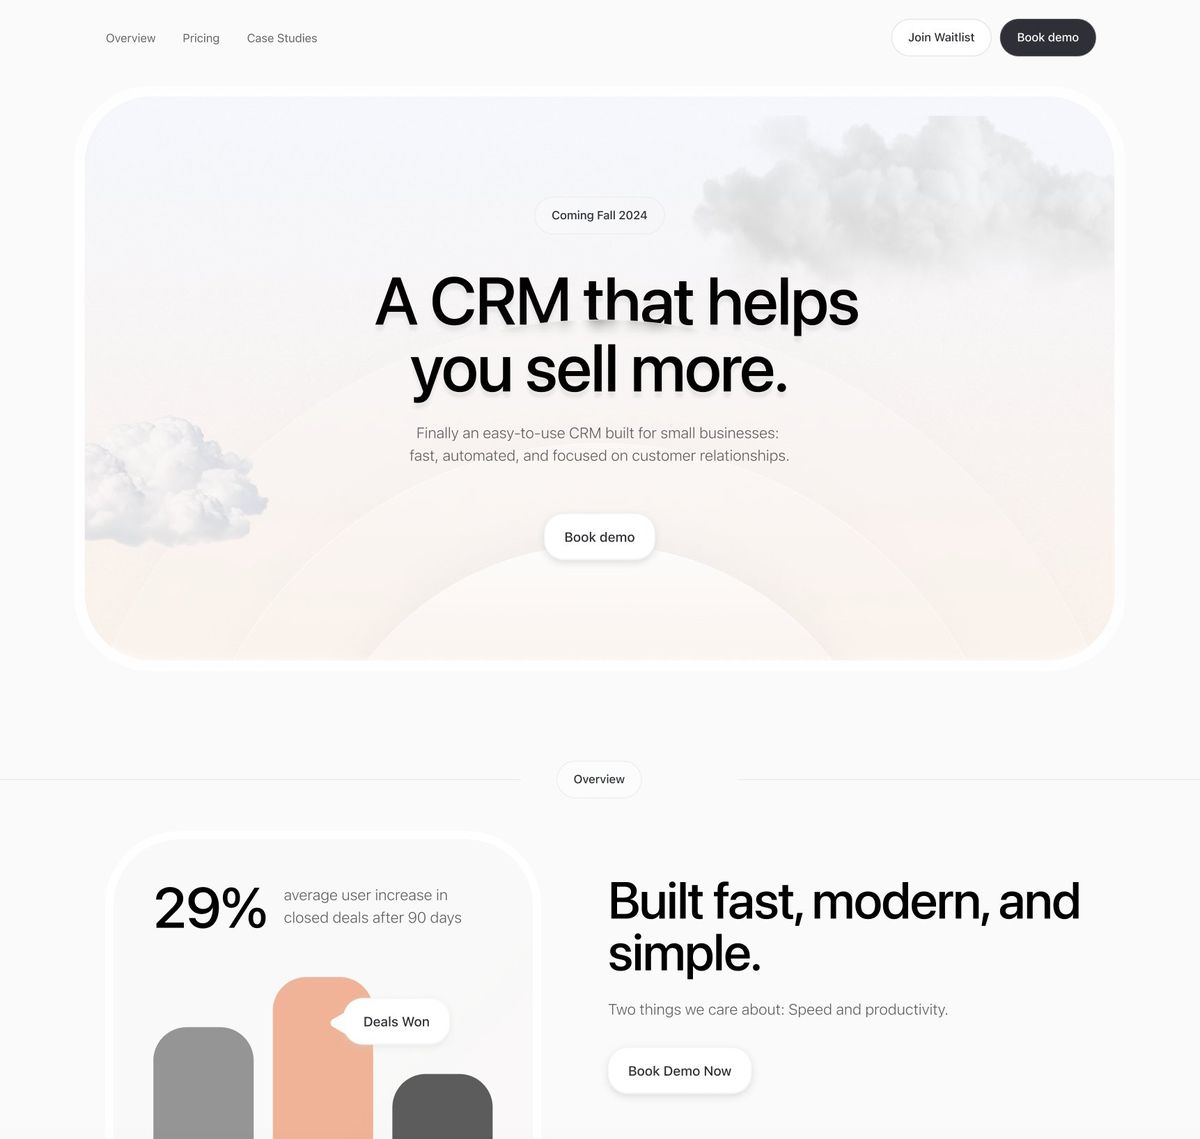 Overview Pricing Case Studies Join Waitlist Book demo
Coming Fall 2024
A CRM that helps
you sell more.
Finally an easy-to-use CRM built for small businesses:
fast, automated, and focused on customer relationships.
Book demo
Overview
29%
average user increase in
closed deals after 90 days
Deals Won
Built fast, modern, and
simple.
Two things we care about: Speed and productivity.
Book Demo Now